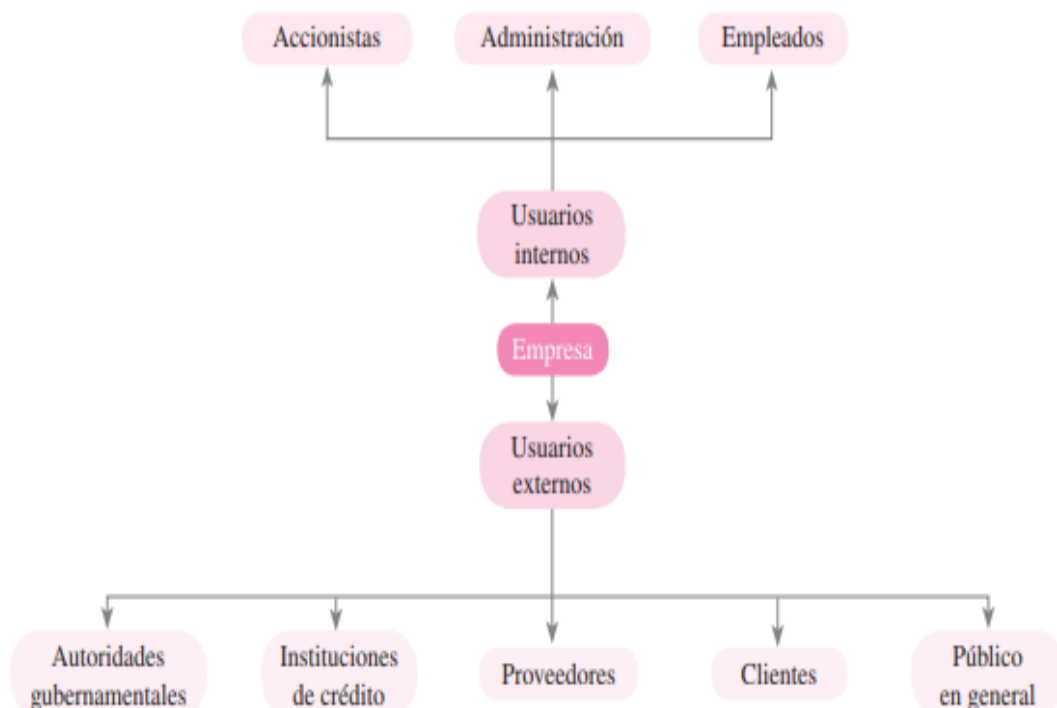 Accionistas
Administración
Empleados
Usuarios
internos
Empresa
Usuarios
externos
Autoridades
gubernamentales
Instituciones
de crédito
Proveedores
Clientes
Público
en general